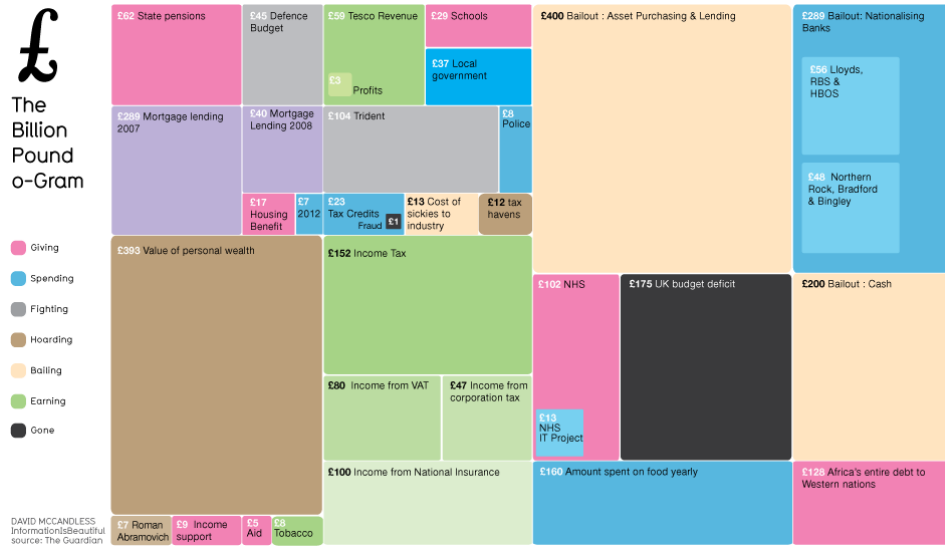 £
The
Billion
Pound
o-Gram
Giving
Spending
Fighting
Hoarding
Bailing
Earning
Gone
DAVID MCCANDLESS
InformationIsBeautiful
source: The Guardian
£62 State pensions
£45 Defence
Budget
£59 Tesco Revenue
£3
Profits
£29 Schools
£37 Local
government
£400 Bailout : Asset Purchasing & Lending
£289 Bailout: Nationalising
Banks
£56 Lloyds,
RBS &
HBOS
£48 Northern
Rock, Bradford
& Bingley
£289 Mortgage lending
2007
£40 Mortgage
Lending 2008
£104 Trident
£8
Police
£17
Housing
Benefit
£7
2012
£23
Tax Credits
Fraud £1
£13 Cost of
sickies to
industry
£12 tax
havens
£393 Value of personal wealth
£152 Income Tax
£102 NHS
£13
NHS
IT Project
£175 UK budget deficit
£200 Bailout : Cash
£80 Income from VAT
£47 Income from
corporation tax
£100 Income from National Insurance
£160 Amount spent on food yearly
£128 Africa's entire debt to
Western nations
£7 Roman
Abramovich
£9 Income
support
£5
Aid
£8
Tobacco